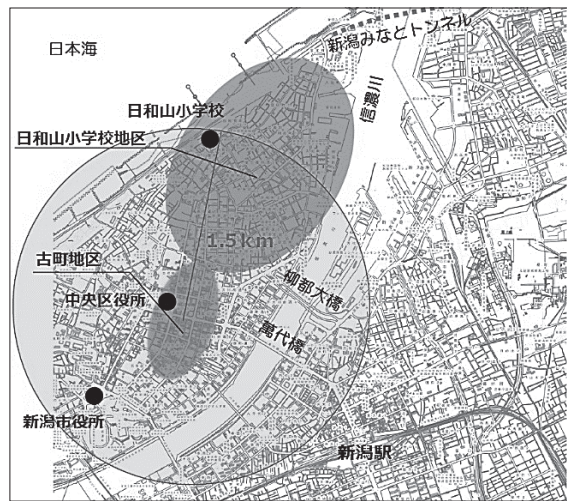 日本海
新潟みなとトンネル
信濃川
日和山小学校
日和山小学校地区
1.5km
古町地区
中央区役所
柳都大橋
萬代橋
新潟市役所
新潟駅